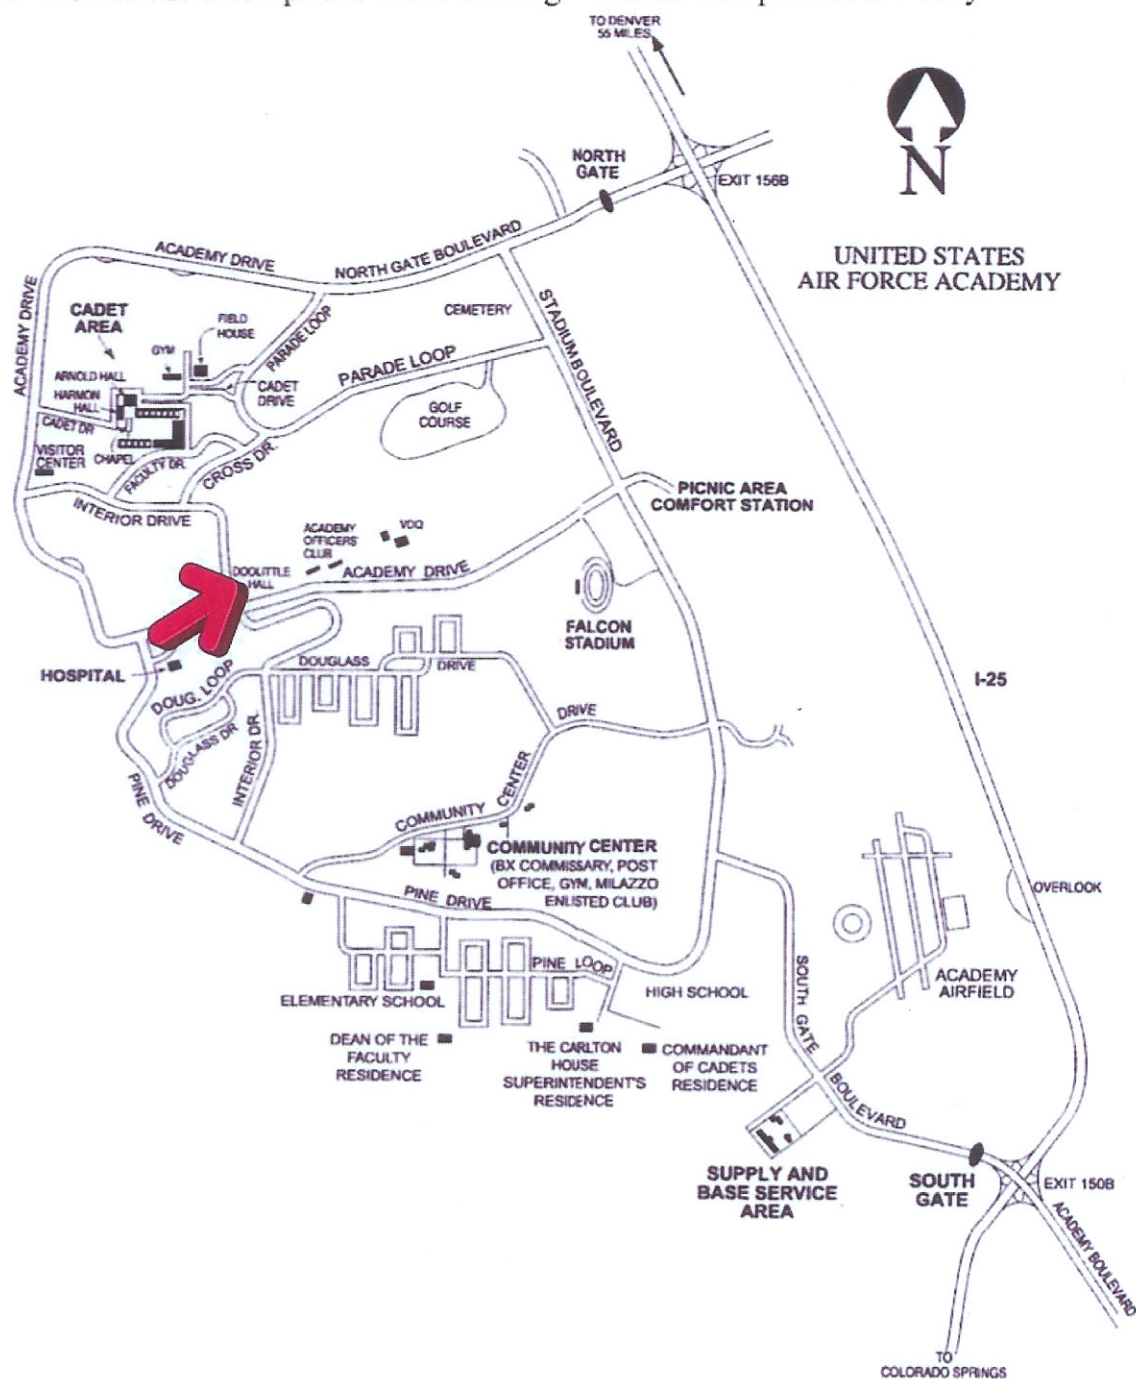 TO DENVER
55 MILES
N
UNITED STATES
AIR FORCE ACADEMY
NORTH
GATE
EXIT 156B
ACADEMY DRIVE
NORTH GATE BOULEVARD
ACADEMY DRIVE
CADET
AREA
FIELD
HOUSE
GYM
PARADE LOOP
CEMETERY
STADIUM BOULEVARD
PARADE LOOP
ARNOLD HALL
HARMON
HALL
CADET
DRIVE
GOLF
COURSE
CADET DR.
VISITOR
CENTER
CHAPEL
FACULTY DR.
CROSS DR.
INTERIOR DRIVE
PICNIC AREA
COMFORT STATION
ACADEMY
OFFICERS'
CLUB
VOQ
DOOLITTLE
HALL
ACADEMY DRIVE
FALCON
STADIUM
HOSPITAL
DOUG. LOOP
DOUGLASS
DRIVE
I-25
DOUGLASS DR.
INTERIOR DR.
DRIVE
PINE DRIVE
COMMUNITY
CENTER
COMMUNITY CENTER
(BX COMMISSARY, POST
OFFICE, GYM, MILAZZO
ENLISTED CLUB)
OVERLOOK
PINE DRIVE
PINE LOOP
SOUTH GATE
ACADEMY
AIRFIELD
ELEMENTARY SCHOOL
HIGH SCHOOL
DEAN OF THE
FACULTY
RESIDENCE
THE CARLTON
HOUSE
SUPERINTENDENT'S
RESIDENCE
COMMANDANT
OF CADETS
RESIDENCE
BOULEVARD
SUPPLY AND
BASE SERVICE
AREA
SOUTH
GATE
EXIT 150B
ACADEMY BOULEVARD
TO
COLORADO SPRINGS